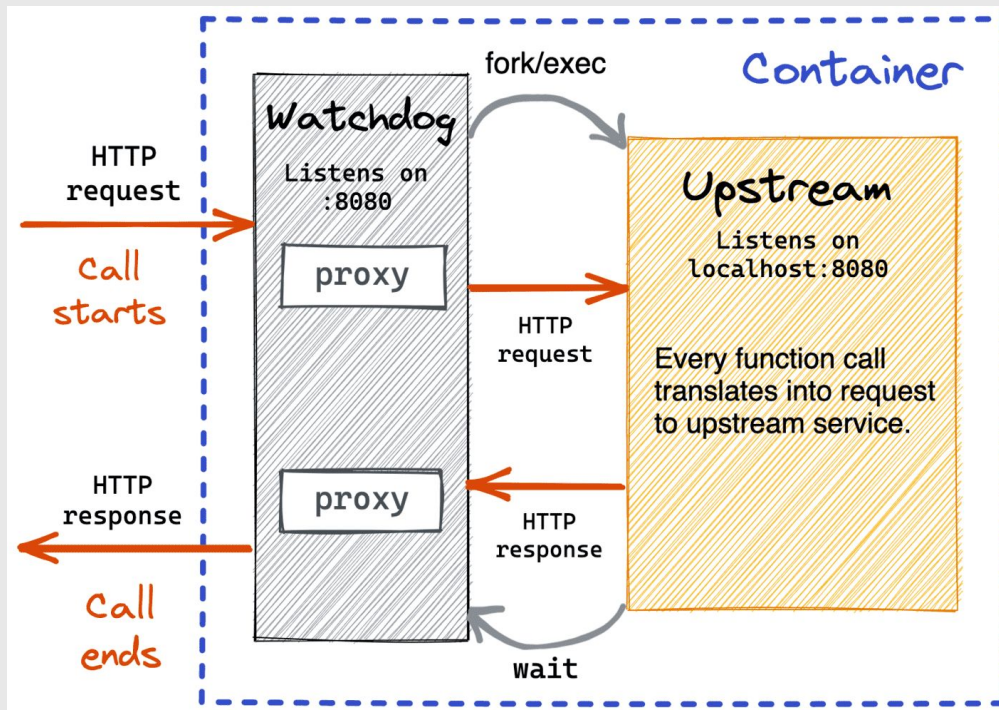 fork/exec
Container
Watchdog
Listens on
:8080
HTTP
request
Call
starts
proxy
HTTP
request
Upstream
Listens on
localhost:8080
Every function call
translates into request
to upstream service.
proxy
HTTP
response
HTTP
response
Call
ends
wait